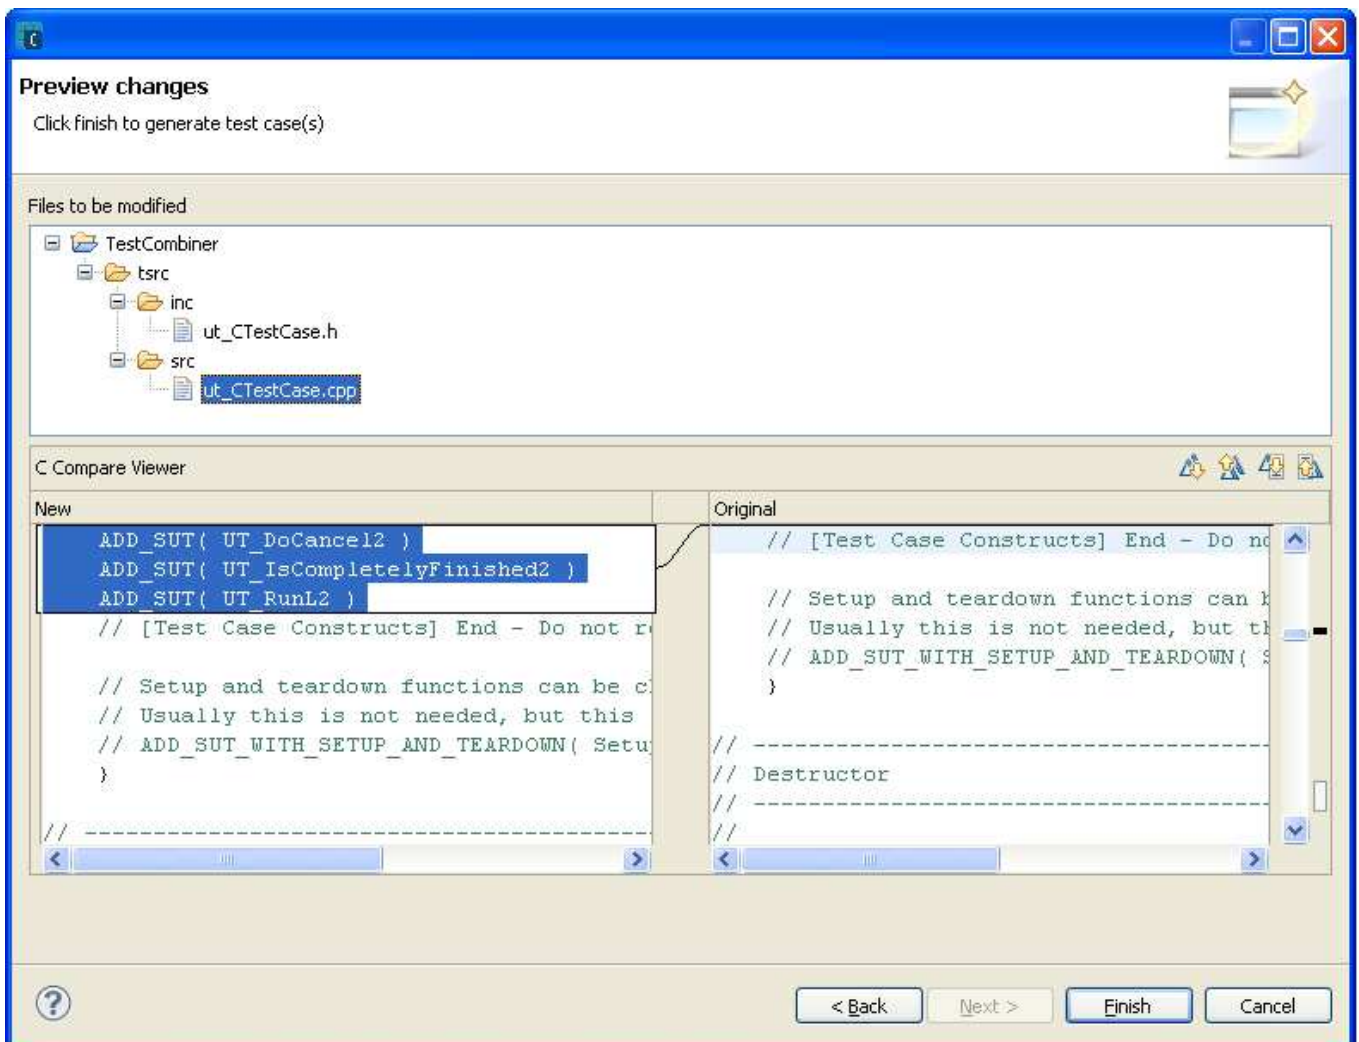 Preview changes
Click finish to generate test case(s)
Files to be modified
TestCombiner
tsrc
inc
ut_CTestCase.h
src
ut_CTestCase.cpp
C Compare Viewer
New
ADD_SUT( UT_DoCancel2 )
ADD_SUT( UT_IsCompletelyFinished2 )
ADD_SUT( UT_RunL2 )
// [Test Case Constructs] End - Do not r
// Setup and teardown functions can be c
// Usually this is not needed, but this
// ADD_SUT_WITH_SETUP_AND_TEARDOWN( Setu
}
// ------------------------------------------
Original
// [Test Case Constructs] End - Do no
// Setup and teardown functions can b
// Usually this is not needed, but th
// ADD_SUT_WITH_SETUP_AND_TEARDOWN( S
}
// --------------------------------------
// Destructor
// --------------------------------------
//
< Back
Next >
Finish
Cancel